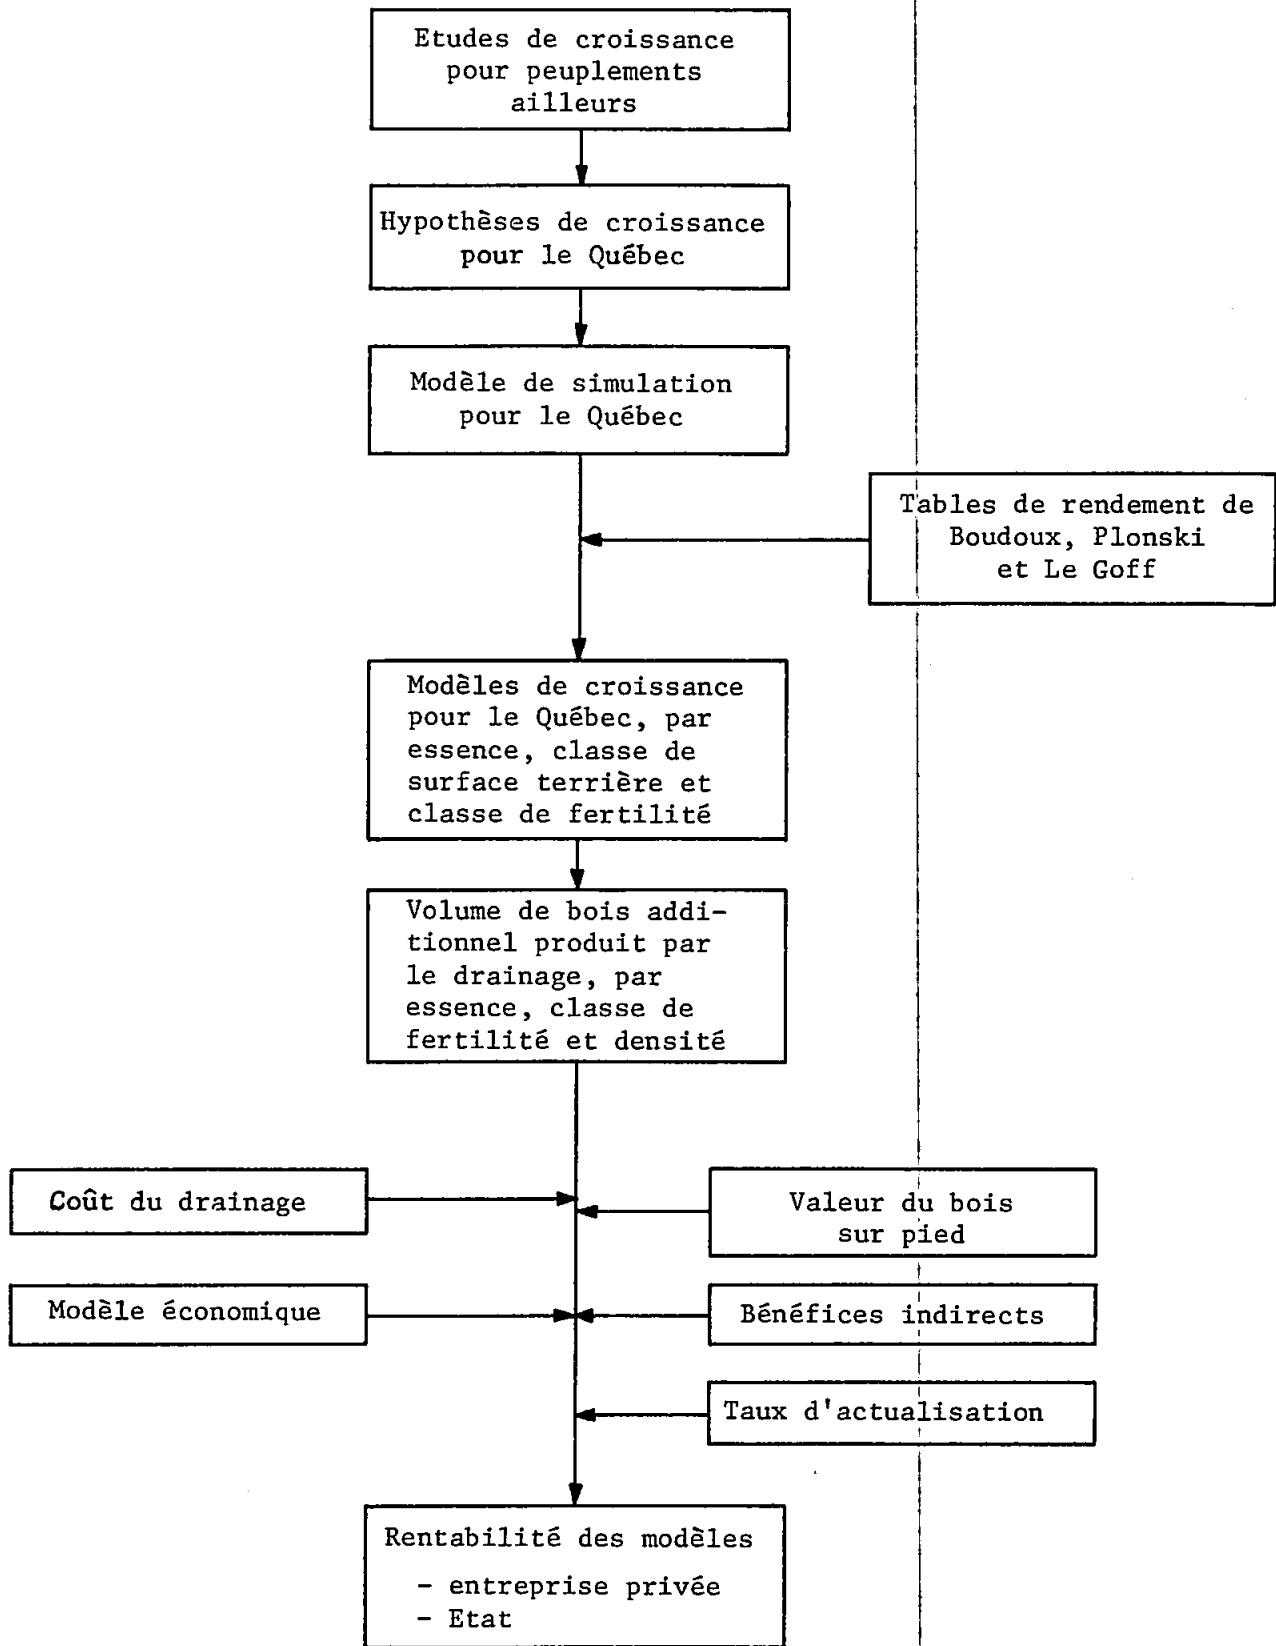 Etudes de croissance
pour peuplements
ailleurs
Hypothèses de croissance
pour le Québec
Modèle de simulation
pour le Québec
Tables de rendement de
Boudoux, Plonski
et Le Goff
Modèles de croissance
pour le Québec, par
essence, classe de
surface terrière et
classe de fertilité
Volume de bois addi-
tionnel produit par
le drainage, par
essence, classe de
fertilité et densité
Coût du drainage
Valeur du bois
sur pied
Modèle économique
Bénéfices indirects
Taux d'actualisation
Rentabilité des modèles
- entreprise privée
- Etat